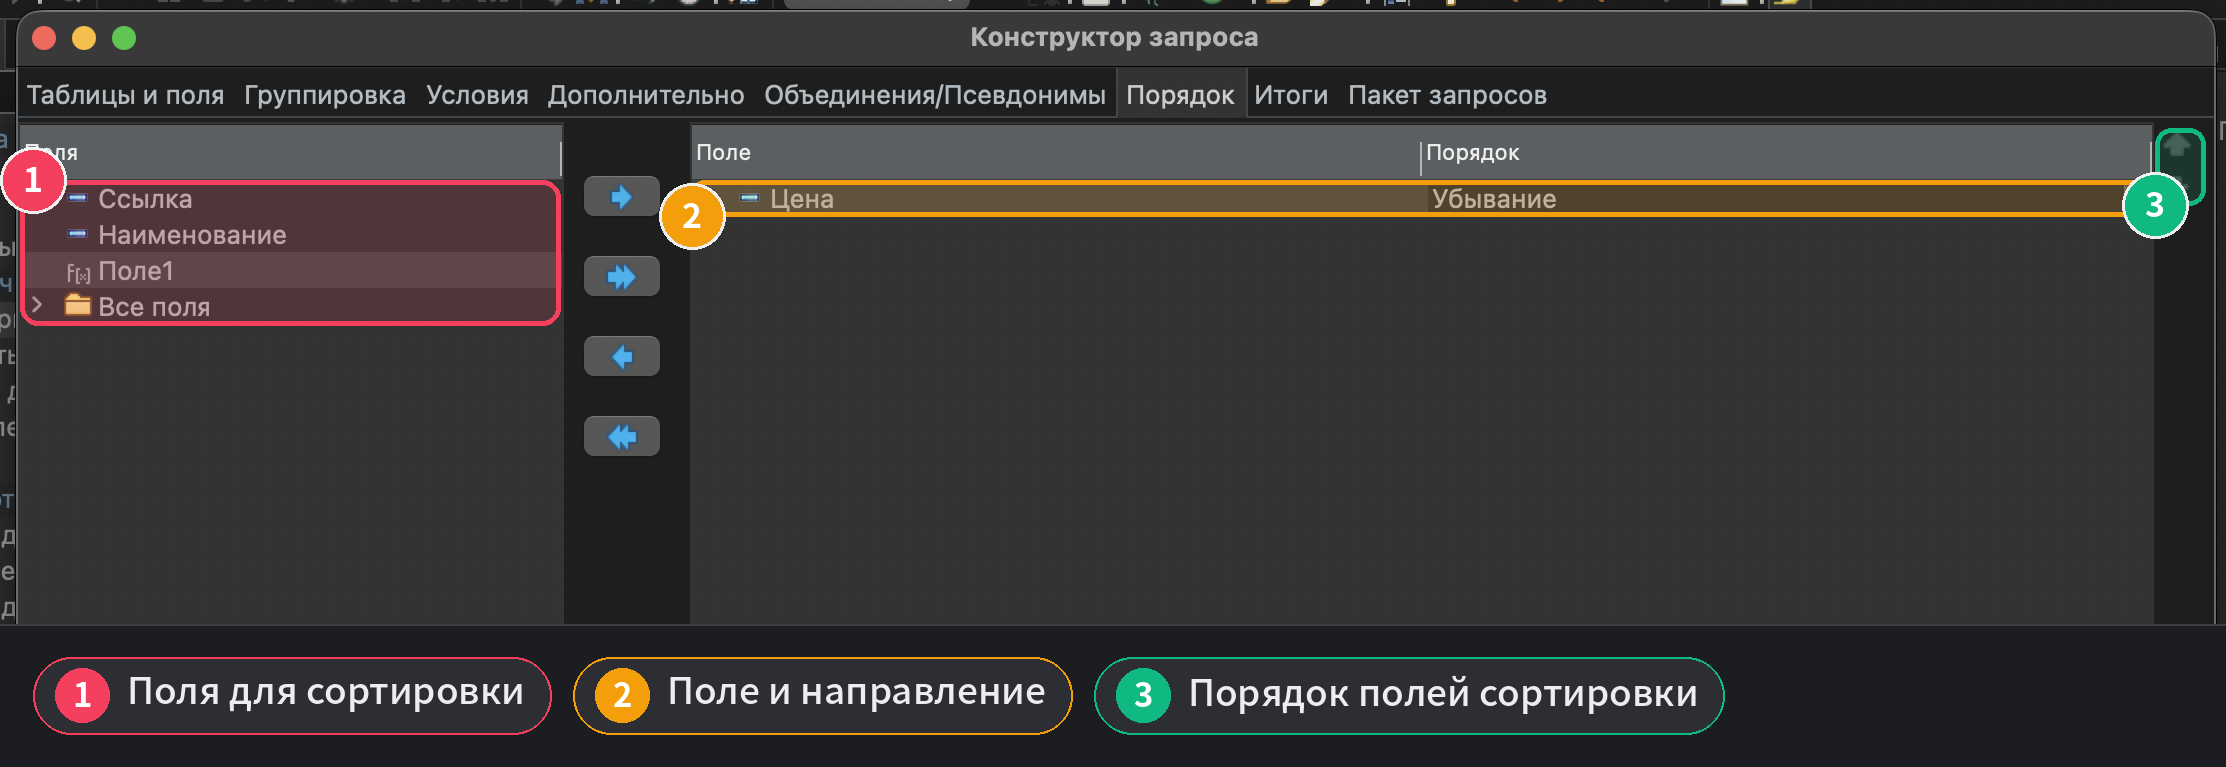 Конструктор запроса
Таблицы и поля Группировка Условия Дополнительно Объединения/Псевдонимы Порядок Итоги Пакет запросов
Поле Порядок
1
Ссылка
2
Цена Убывание
3
Наименование
Поле1
Все поля
1 Поля для сортировки
2 Поле и направление
3 Порядок полей сортировки